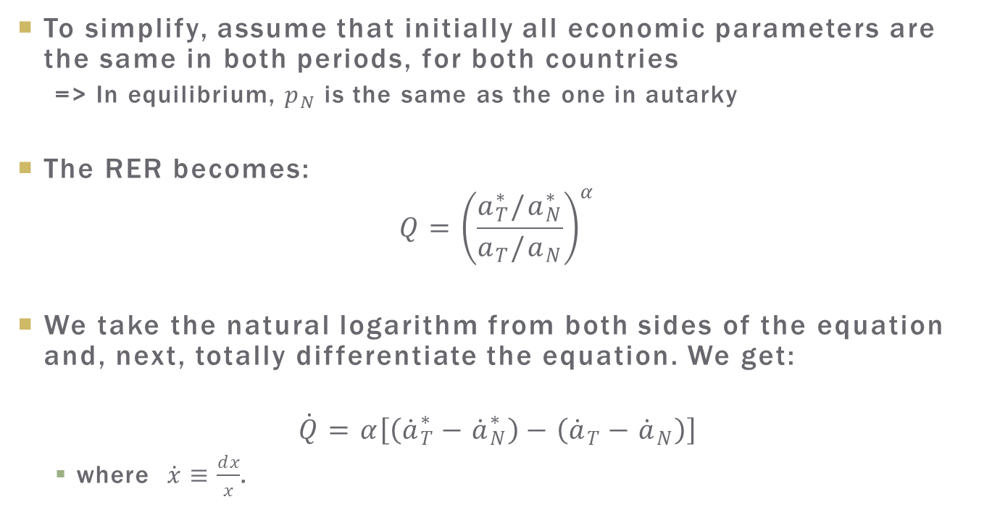 ▪ To simplify, assume that initially all economic parameters are
the same in both periods, for both countries
=> In equilibrium, $p_N$ is the same as the one in autarky
▪ The RER becomes:
$Q = \left(\frac{a_T^*/a_N^*}{a_T/a_N}\right)^\alpha$
▪ We take the natural logarithm from both sides of the equation
and, next, totally differentiate the equation. We get:
$\dot{Q} = \alpha[(\dot{a}_T^* - \dot{a}_N^*) - (\dot{a}_T - \dot{a}_N)]$
▪ where $\dot{x} \equiv \frac{dx}{x}$.